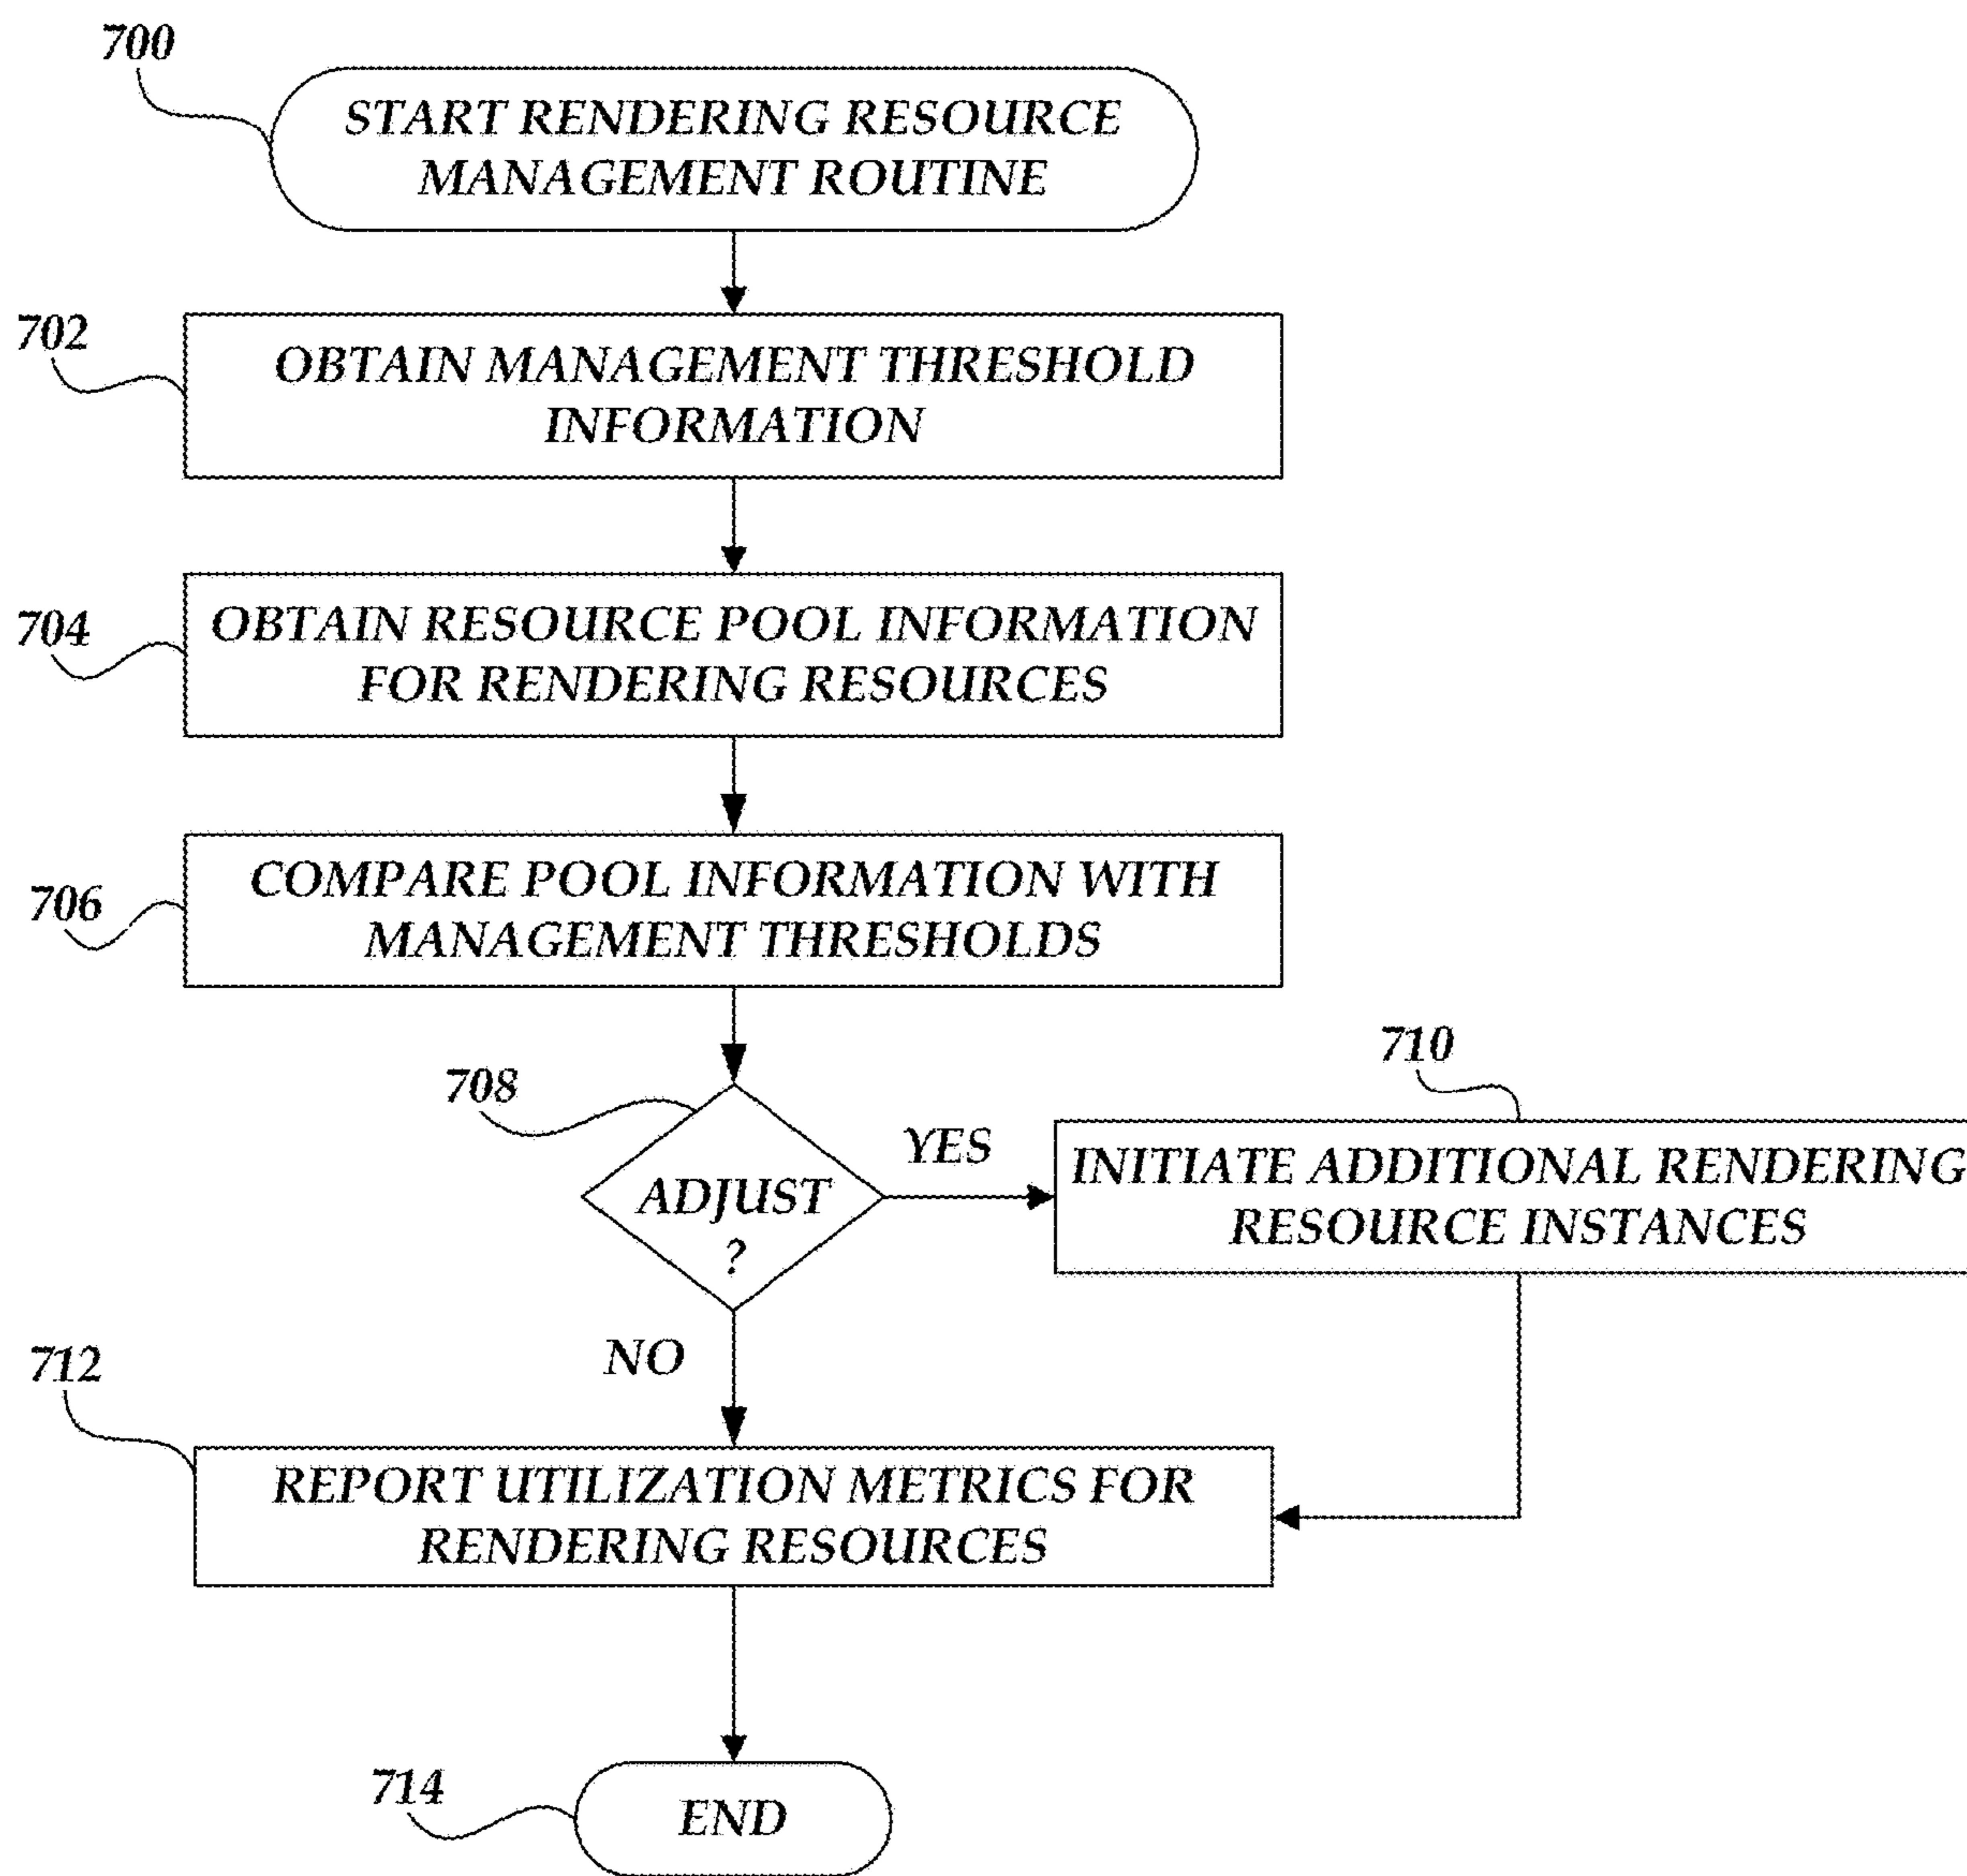 700
START RENDERING RESOURCE
MANAGEMENT ROUTINE
702
OBTAIN MANAGEMENT THRESHOLD
INFORMATION
704
OBTAIN RESOURCE POOL INFORMATION
FOR RENDERING RESOURCES
706
COMPARE POOL INFORMATION WITH
MANAGEMENT THRESHOLDS
708
ADJUST
?
YES
710
INITIATE ADDITIONAL RENDERING
RESOURCE INSTANCES
NO
712
REPORT UTILIZATION METRICS FOR
RENDERING RESOURCES
714
END